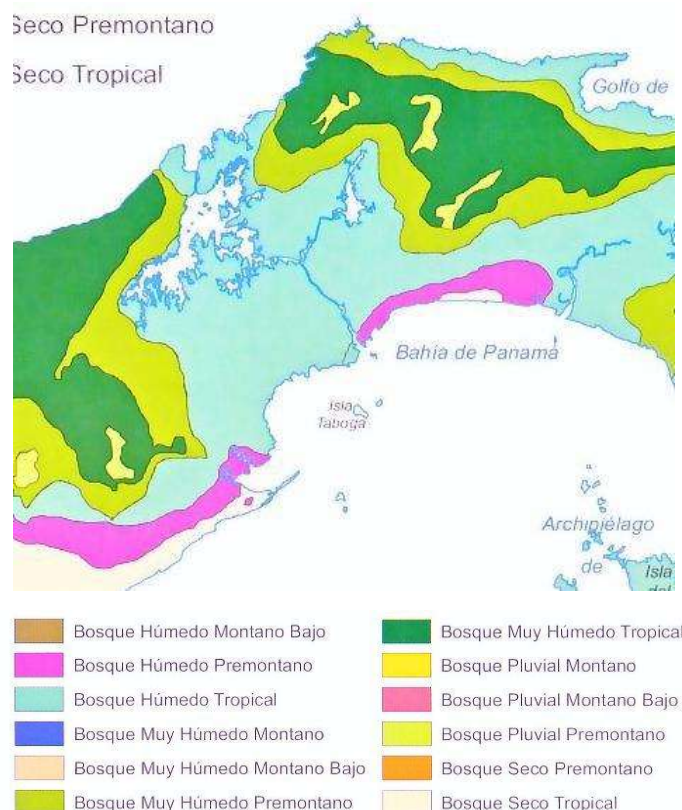 Seco Premontano
Seco Tropical
Golfo de
Bahía de Panamá
Isla
Taboga
Archipiélago
de
Isla
del
Bosque Húmedo Montano Bajo
Bosque Húmedo Premontano
Bosque Húmedo Tropical
Bosque Muy Húmedo Montano
Bosque Muy Húmedo Montano Bajo
Bosque Muy Húmedo Premontano
Bosque Muy Húmedo Tropical
Bosque Pluvial Montano
Bosque Pluvial Montano Bajo
Bosque Pluvial Premontano
Bosque Seco Premontano
Bosque Seco Tropical